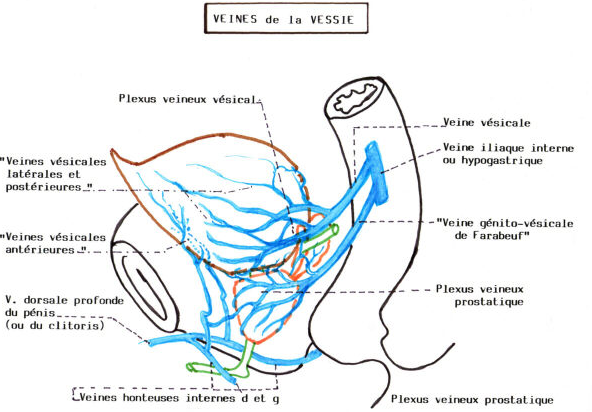 VEINES de la VESSIE
Plexus veineux vésical
Veine vésicale
Veine iliaque interne
ou hypogastrique
"Veines vésicales
latérales et
postérieures "
"Veines vésicales
antérieures "
"Veine génito-vésicale
de Farabeuf"
Plexus veineux
prostatique
V. dorsale profonde
du pénis
(ou du clitoris)
Veines honteuses internes d et g
Plexus veineux prostatique